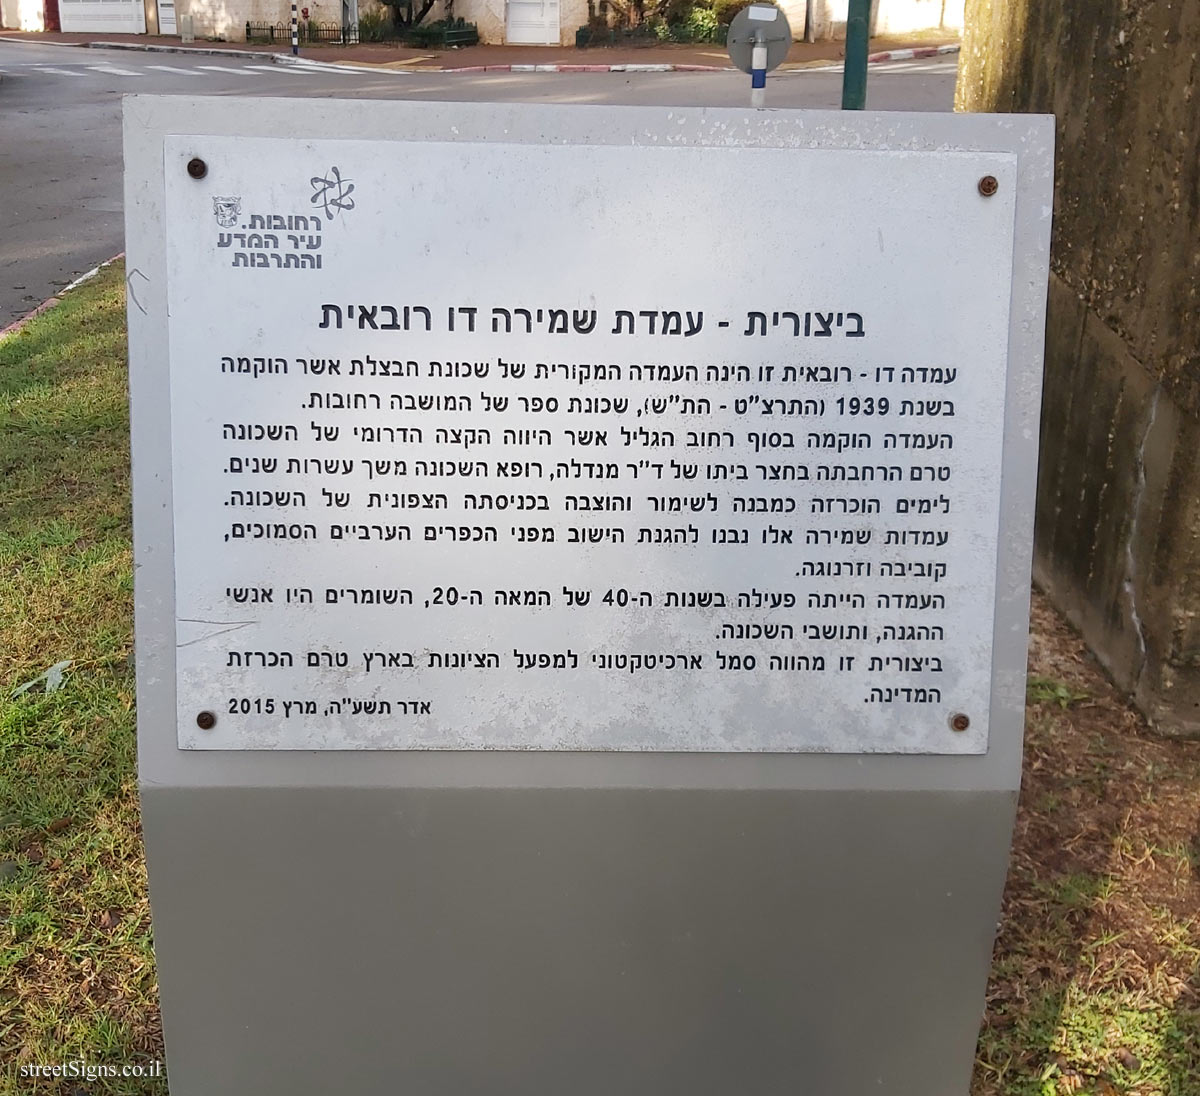 רחובות.
עיר המדע
והתרבות
ביצורית - עמדת שמירה דו רובאית
עמדה דו - רובאית זו הינה העמדה המקורית של שכונת חבצלת אשר הוקמה
בשנת 1939 (התרצ"ט - הת"ש), שכונת ספר של המושבה רחובות.
העמדה הוקמה בסוף רחוב הגליל אשר היווה הקצה הדרומי של השכונה
טרם הרחבתה בחצר ביתו של ד"ר מנדלה, רופא השכונה משך עשרות שנים.
לימים הוכרזה כמבנה לשימור והוצבה בכניסתה הצפונית של השכונה.
עמדות שמירה אלו נבנו להגנת הישוב מפני הכפרים הערביים הסמוכים,
קוביבה וזרנוגה.
העמדה הייתה פעילה בשנות ה-40 של המאה ה-20, השומרים היו אנשי
ההגנה, ותושבי השכונה.
ביצורית זו מהווה סמל ארכיטקטוני למפעל הציונות בארץ טרם הכרזת
המדינה.
אדר תשע"ה, מרץ 2015
streetSigns.co.il